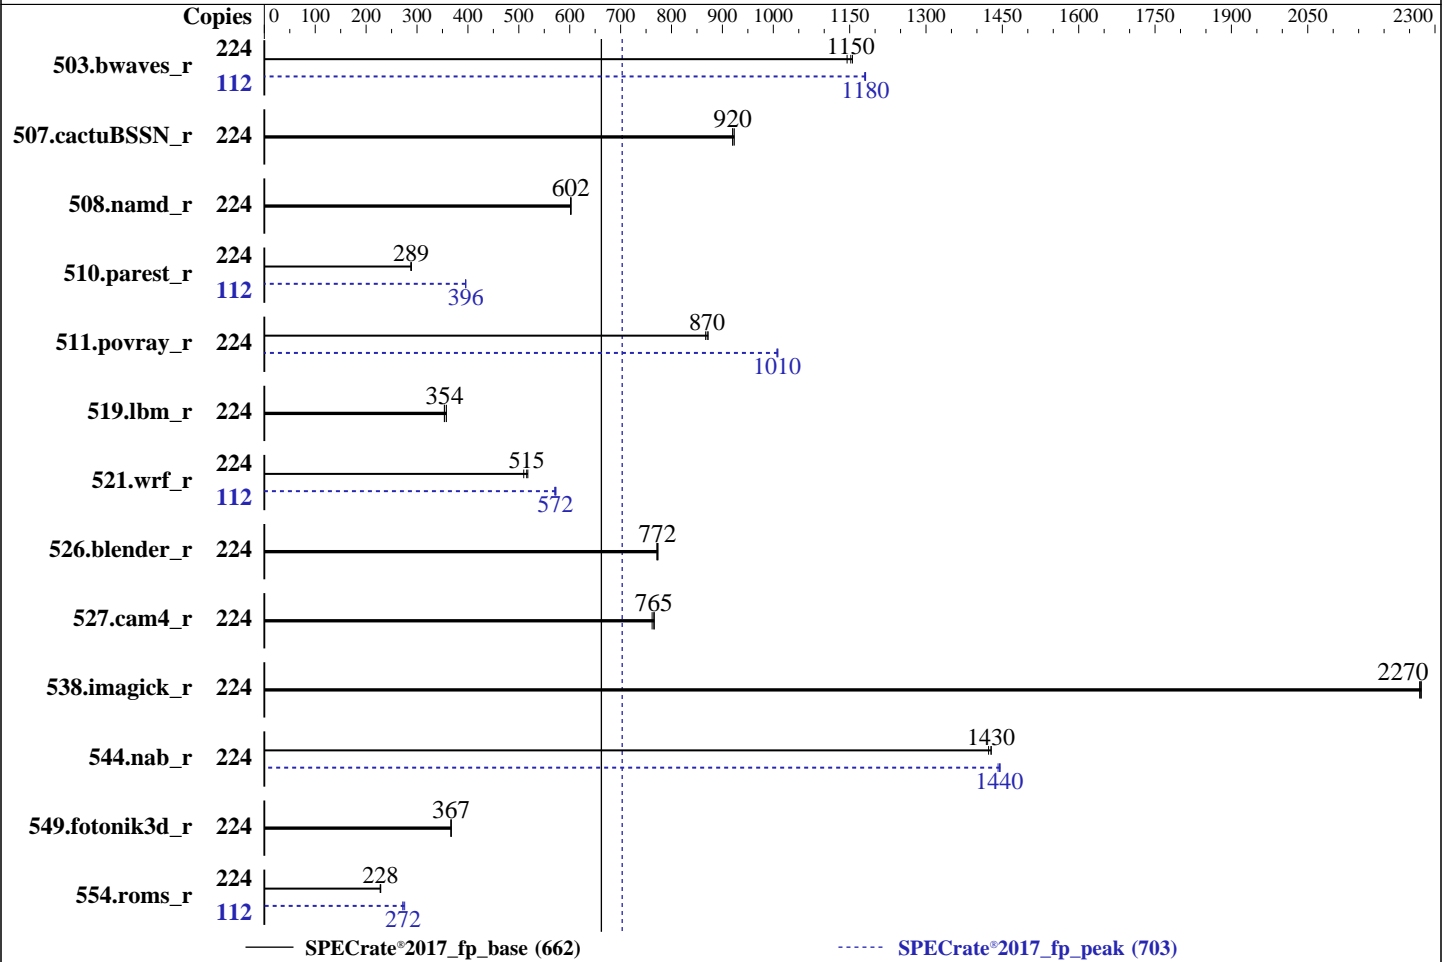 Copies 0 100 200 300 400 500 600 700 800 900 1000 1150 1300 1450 1600 1750 1900 2050 2300
503.bwaves_r 224 1150
112 1180
507.cactuBSSN_r 224 920
508.namd_r 224 602
510.parest_r 224 289
112 396
511.povray_r 224 870
1010
519.lbm_r 224 354
521.wrf_r 224 515
112 572
526.blender_r 224 772
527.cam4_r 224 765
538.imagick_r 224 2270
544.nab_r 224 1430
1440
549.fotonik3d_r 224 367
554.roms_r 224 228
112 272
SPECrate®2017_fp_base (662) SPECrate®2017_fp_peak (703)